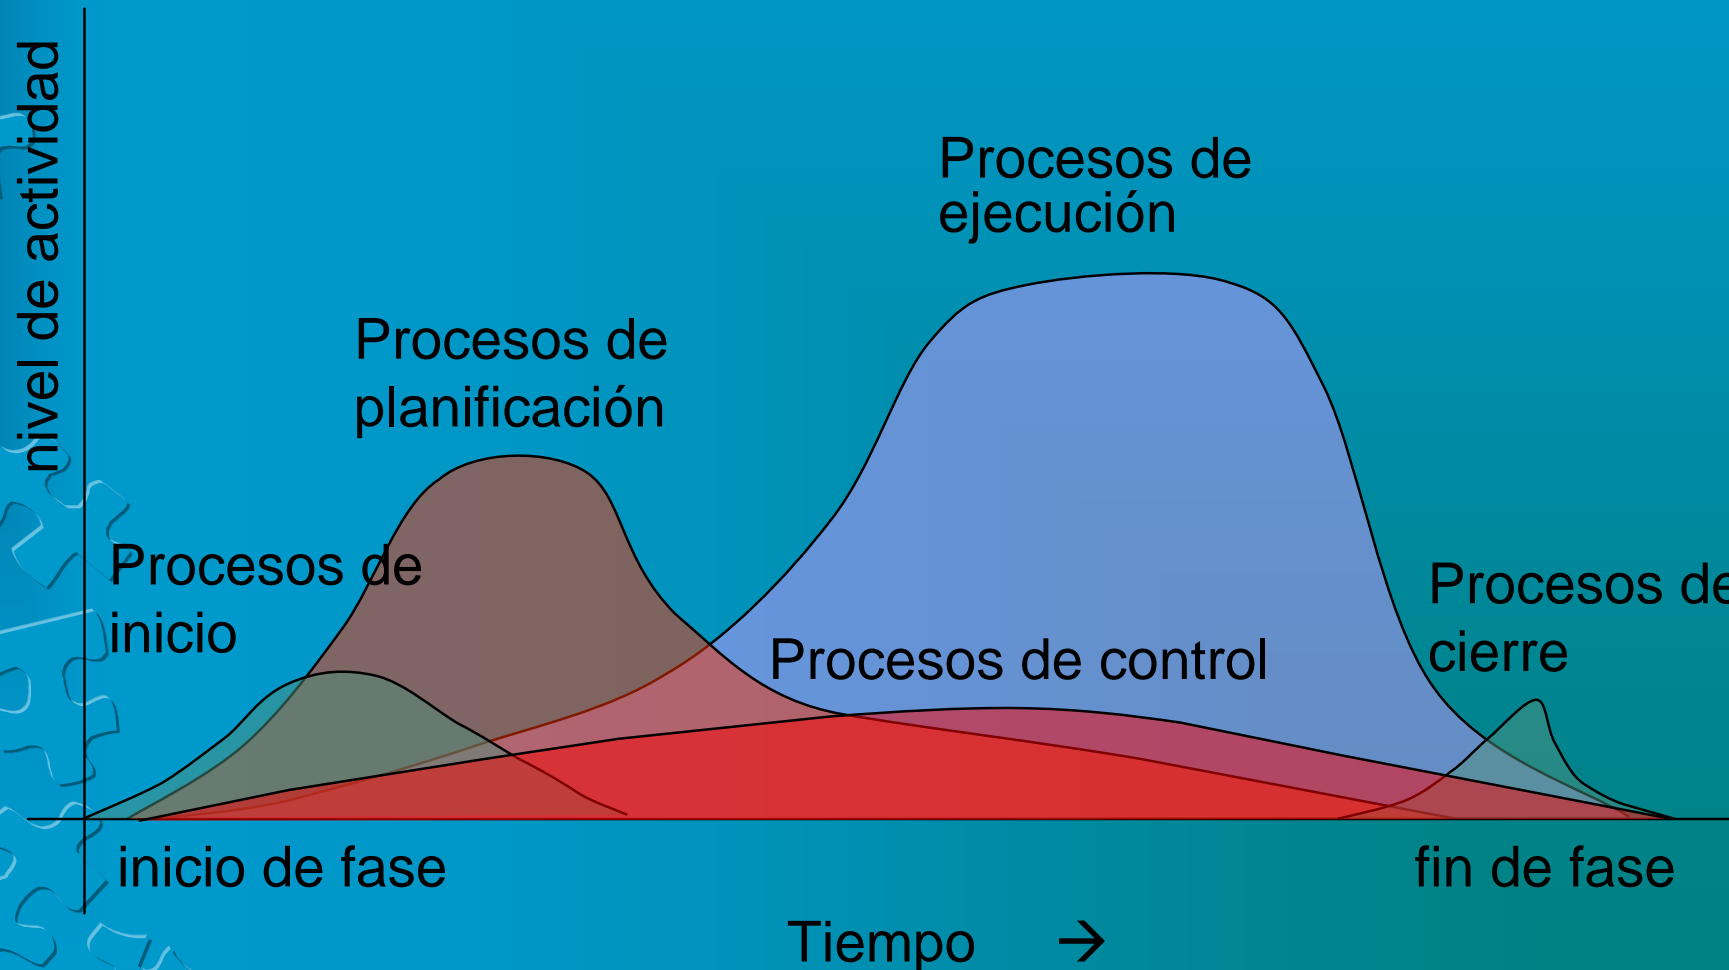 nivel de actividad
Procesos de
ejecución
Procesos de
planificación
Procesos de
inicio
Procesos de
cierre
Procesos de control
inicio de fase
fin de fase
Tiempo →